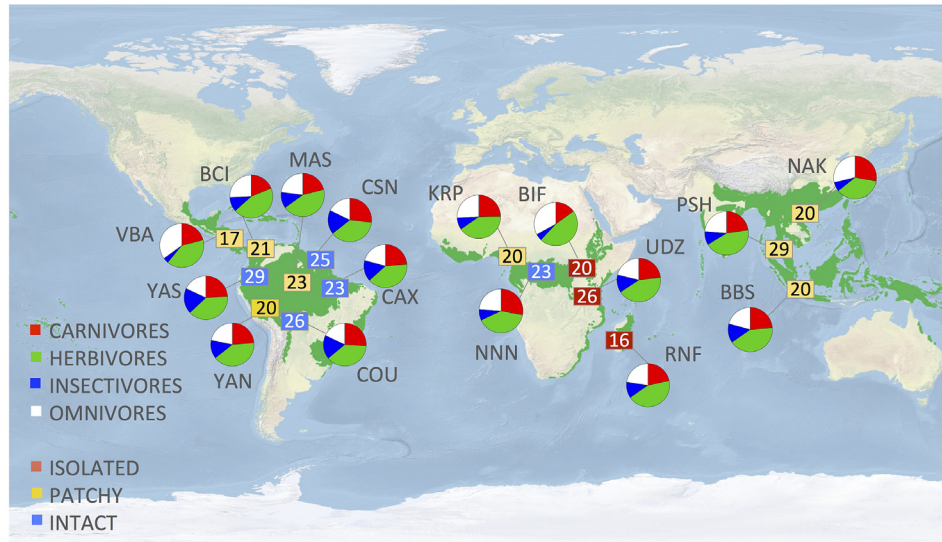 MAS
BCI
CSN
KRP
BIF
NAK
PSH
VBA
UDZ
17
21
25
20
23
20
20
29
YAS
29
23
23
CAX
26
20
BBS
CARNIVORES
20
26
HERBIVORES
16
NNN
RNF
INSECTIVORES
YAN
COU
OMNIVORES
ISOLATED
PATCHY
INTACT